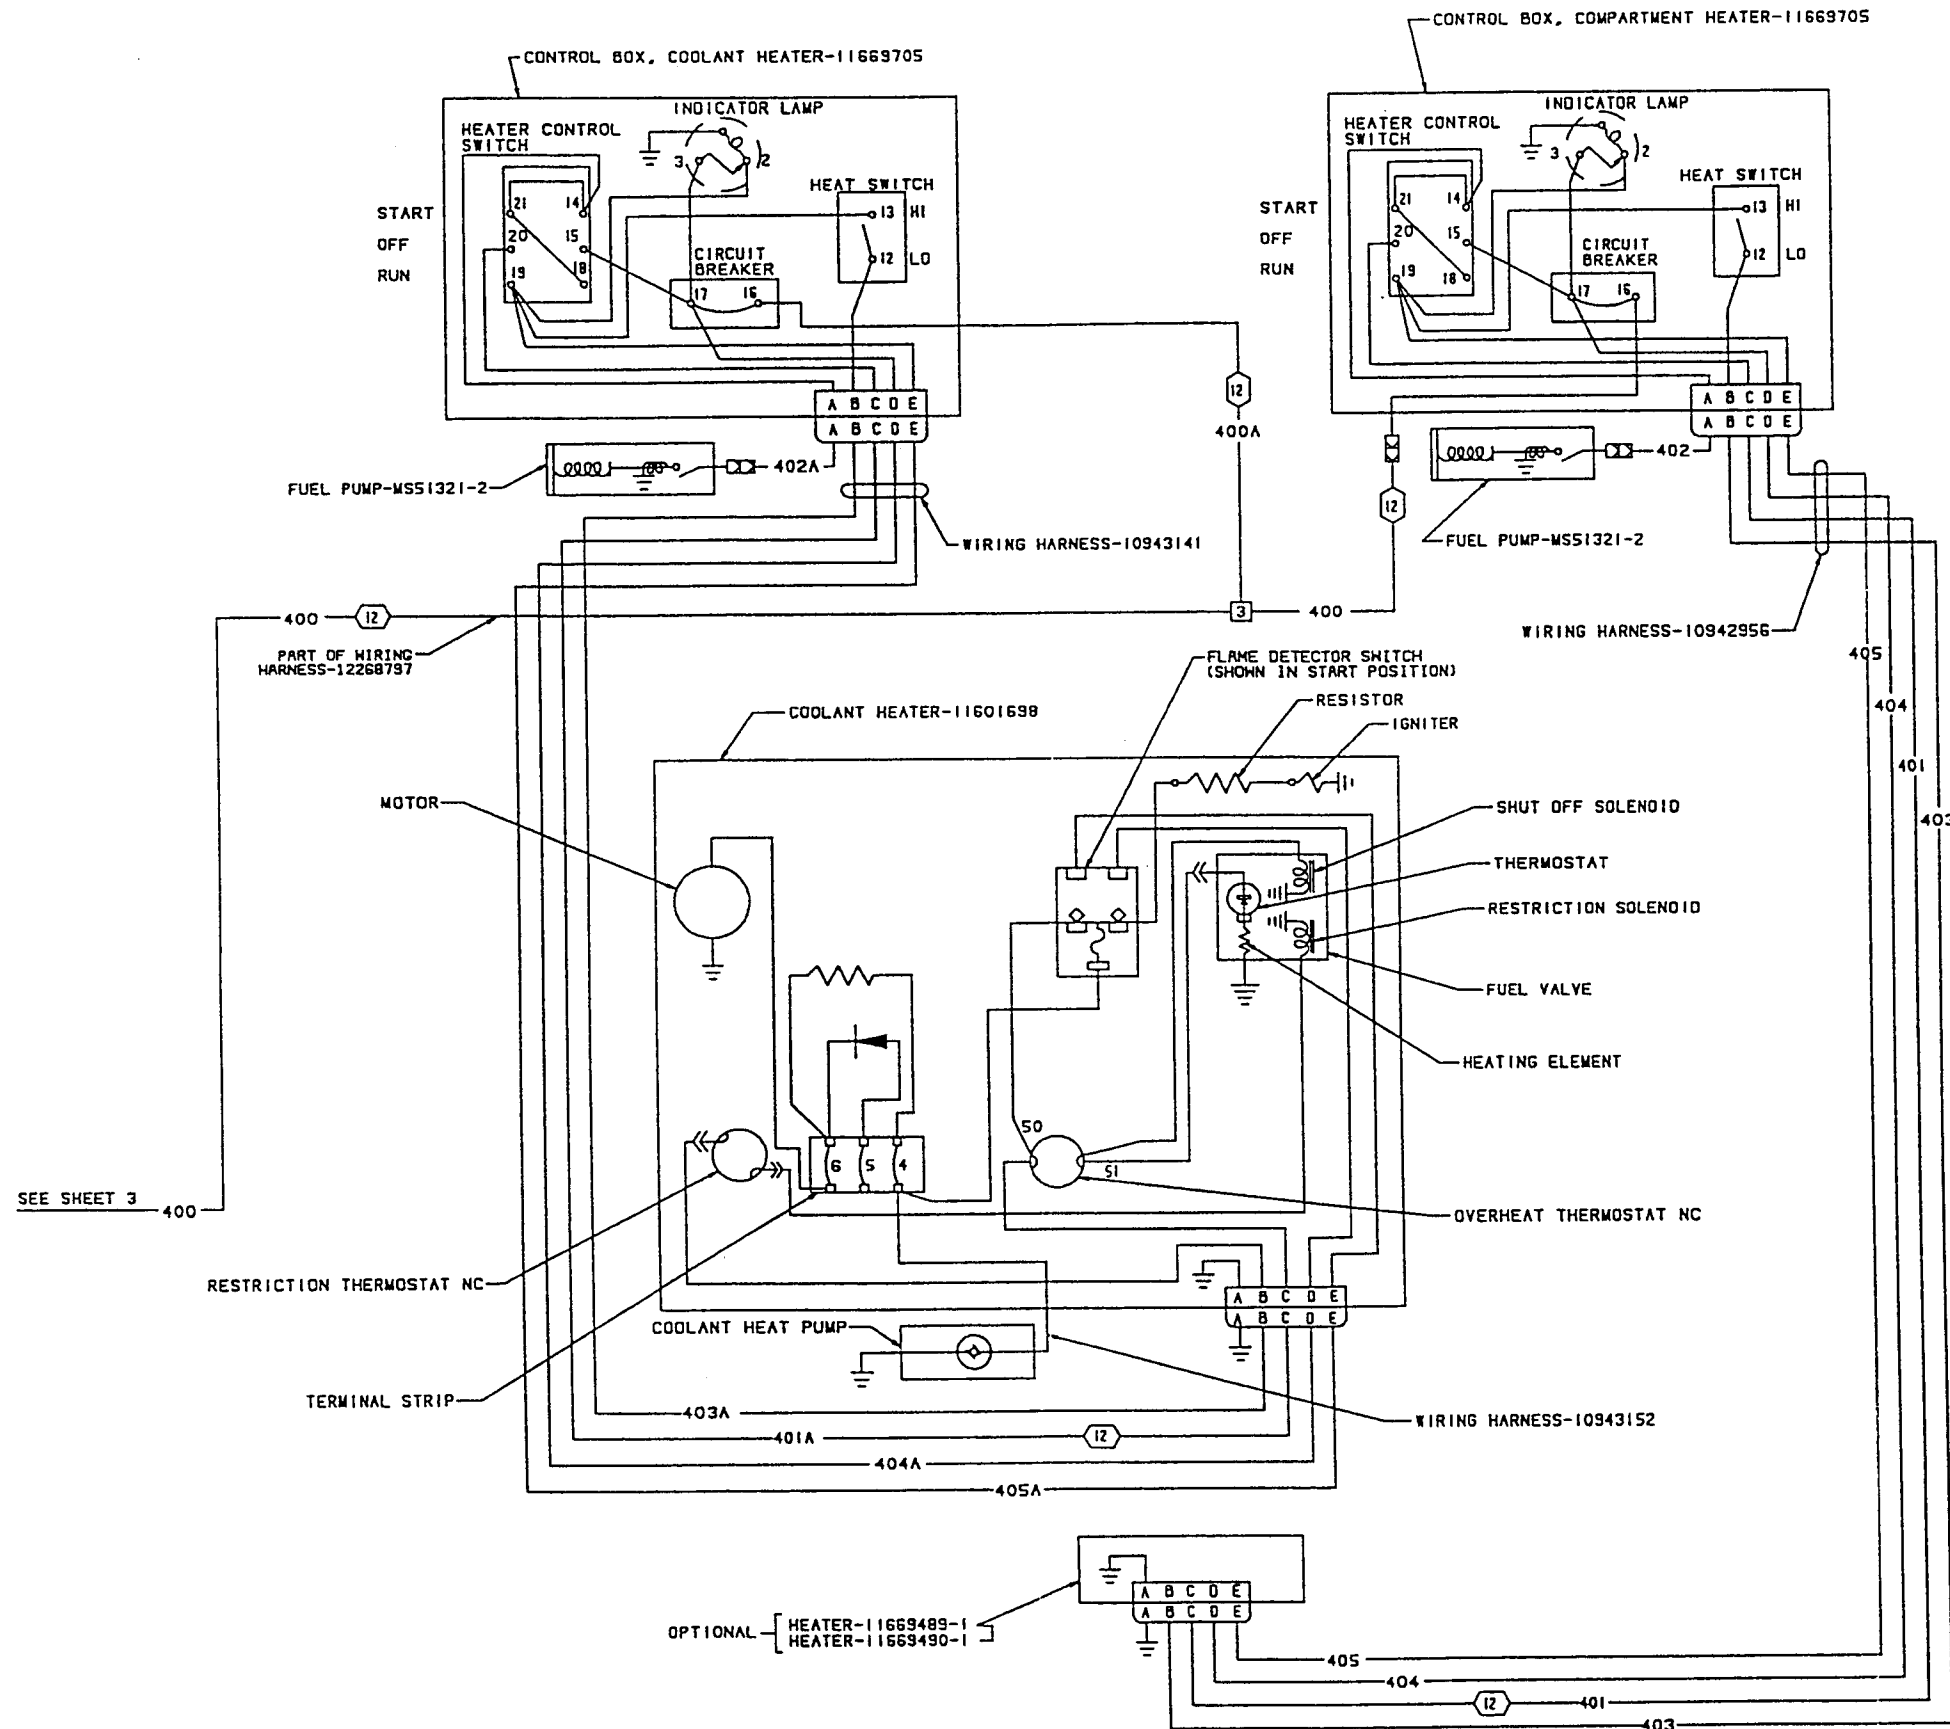 CONTROL BOX, COMPARTMENT HEATER-11669705
CONTROL BOX, COOLANT HEATER-11669705
INDICATOR LAMP
HEATER CONTROL
SWITCH
3
2
HEAT SWITCH
START
OFF
RUN
21
14
20
15
19
18
13
HI
12
LO
CIRCUIT
BREAKER
17
16
A B C D E
A B C D E
INDICATOR LAMP
HEATER CONTROL
SWITCH
3
2
HEAT SWITCH
START
OFF
RUN
21
14
20
15
19
18
13
HI
12
LO
CIRCUIT
BREAKER
17
16
A B C D E
A B C D E
12
400A
402A
402
FUEL PUMP-MS51321-2
12
WIRING HARNESS-10943141
FUEL PUMP-MS51321-2
400
12
3
400
PART OF WIRING
HARNESS-12268797
WIRING HARNESS-10942956
405
404
401
403
FLAME DETECTOR SWITCH
(SHOWN IN START POSITION)
RESISTOR
IGNITER
COOLANT HEATER-11601698
MOTOR
SHUT OFF SOLENOID
THERMOSTAT
RESTRICTION SOLENOID
FUEL VALVE
HEATING ELEMENT
50
51
6
5
4
SEE SHEET 3
400
OVERHEAT THERMOSTAT NC
RESTRICTION THERMOSTAT NC
A B C D E
A B C D E
COOLANT HEAT PUMP
TERMINAL STRIP
403A
WIRING HARNESS-10943152
401A
12
404A
405A
A B C D E
A B C D E
OPTIONAL
HEATER-11669489-1
HEATER-11669490-1
405
404
12
401
403